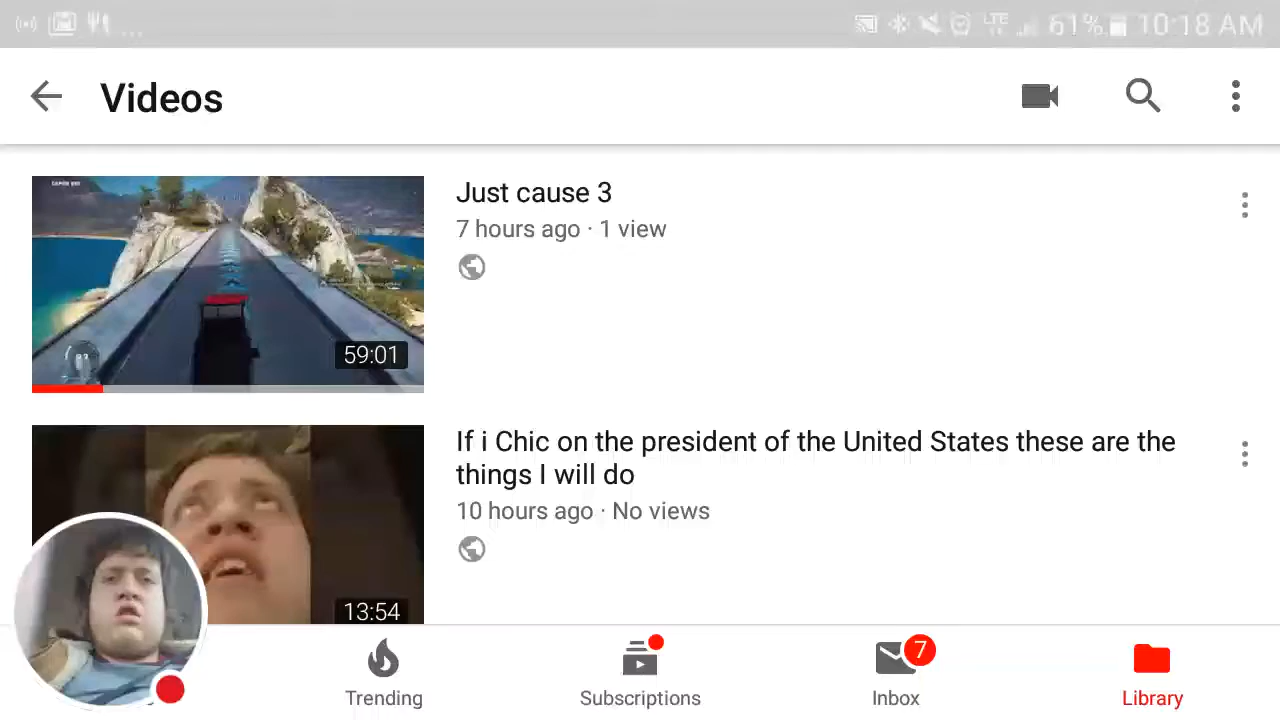 ... LTE 61% 10:18 AM
Videos
Just cause 3
7 hours ago · 1 view
59:01
If i Chic on the president of the United States these are the
things I will do
10 hours ago · No views
13:54
Trending
Subscriptions
7
Inbox
Library